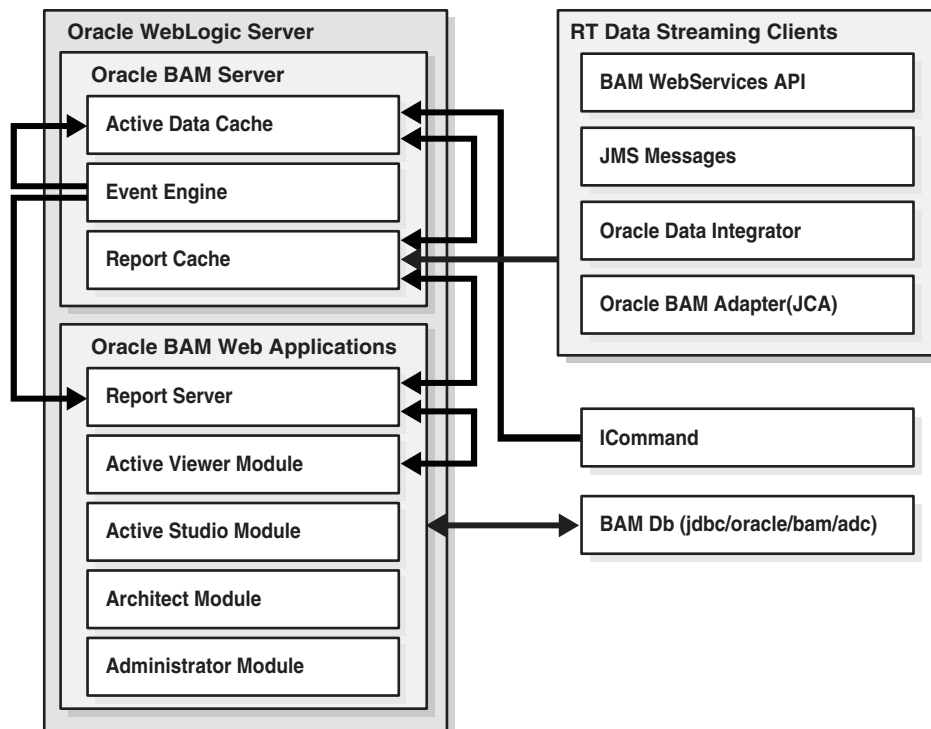 Oracle WebLogic Server
Oracle BAM Server
Active Data Cache
Event Engine
Report Cache
Oracle BAM Web Applications
Report Server
Active Viewer Module
Active Studio Module
Architect Module
Administrator Module
RT Data Streaming Clients
BAM WebServices API
JMS Messages
Oracle Data Integrator
Oracle BAM Adapter(JCA)
ICommand
BAM Db (jdbc/oracle/bam/adc)